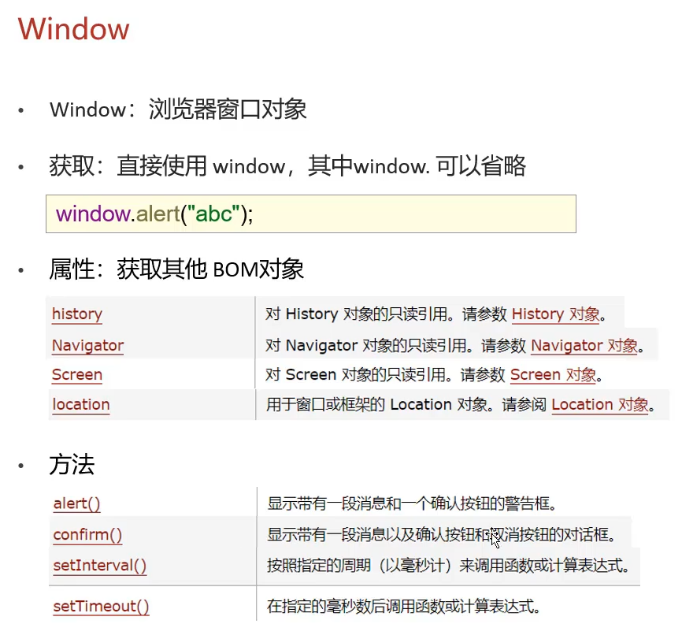 Window
• Window：浏览器窗口对象
• 获取：直接使用 window，其中window. 可以省略
window.alert("abc");
• 属性：获取其他 BOM对象
history 对 History 对象的只读引用。请参数 History 对象。
Navigator 对 Navigator 对象的只读引用。请参数 Navigator 对象。
Screen 对 Screen 对象的只读引用。请参数 Screen 对象。
location 用于窗口或框架的 Location 对象。请参阅 Location 对象。
• 方法
alert() 显示带有一段消息和一个确认按钮的警告框。
confirm() 显示带有一段消息以及确认按钮和取消按钮的对话框。
setInterval() 按照指定的周期（以毫秒计）来调用函数或计算表达式。
setTimeout() 在指定的毫秒数后调用函数或计算表达式。